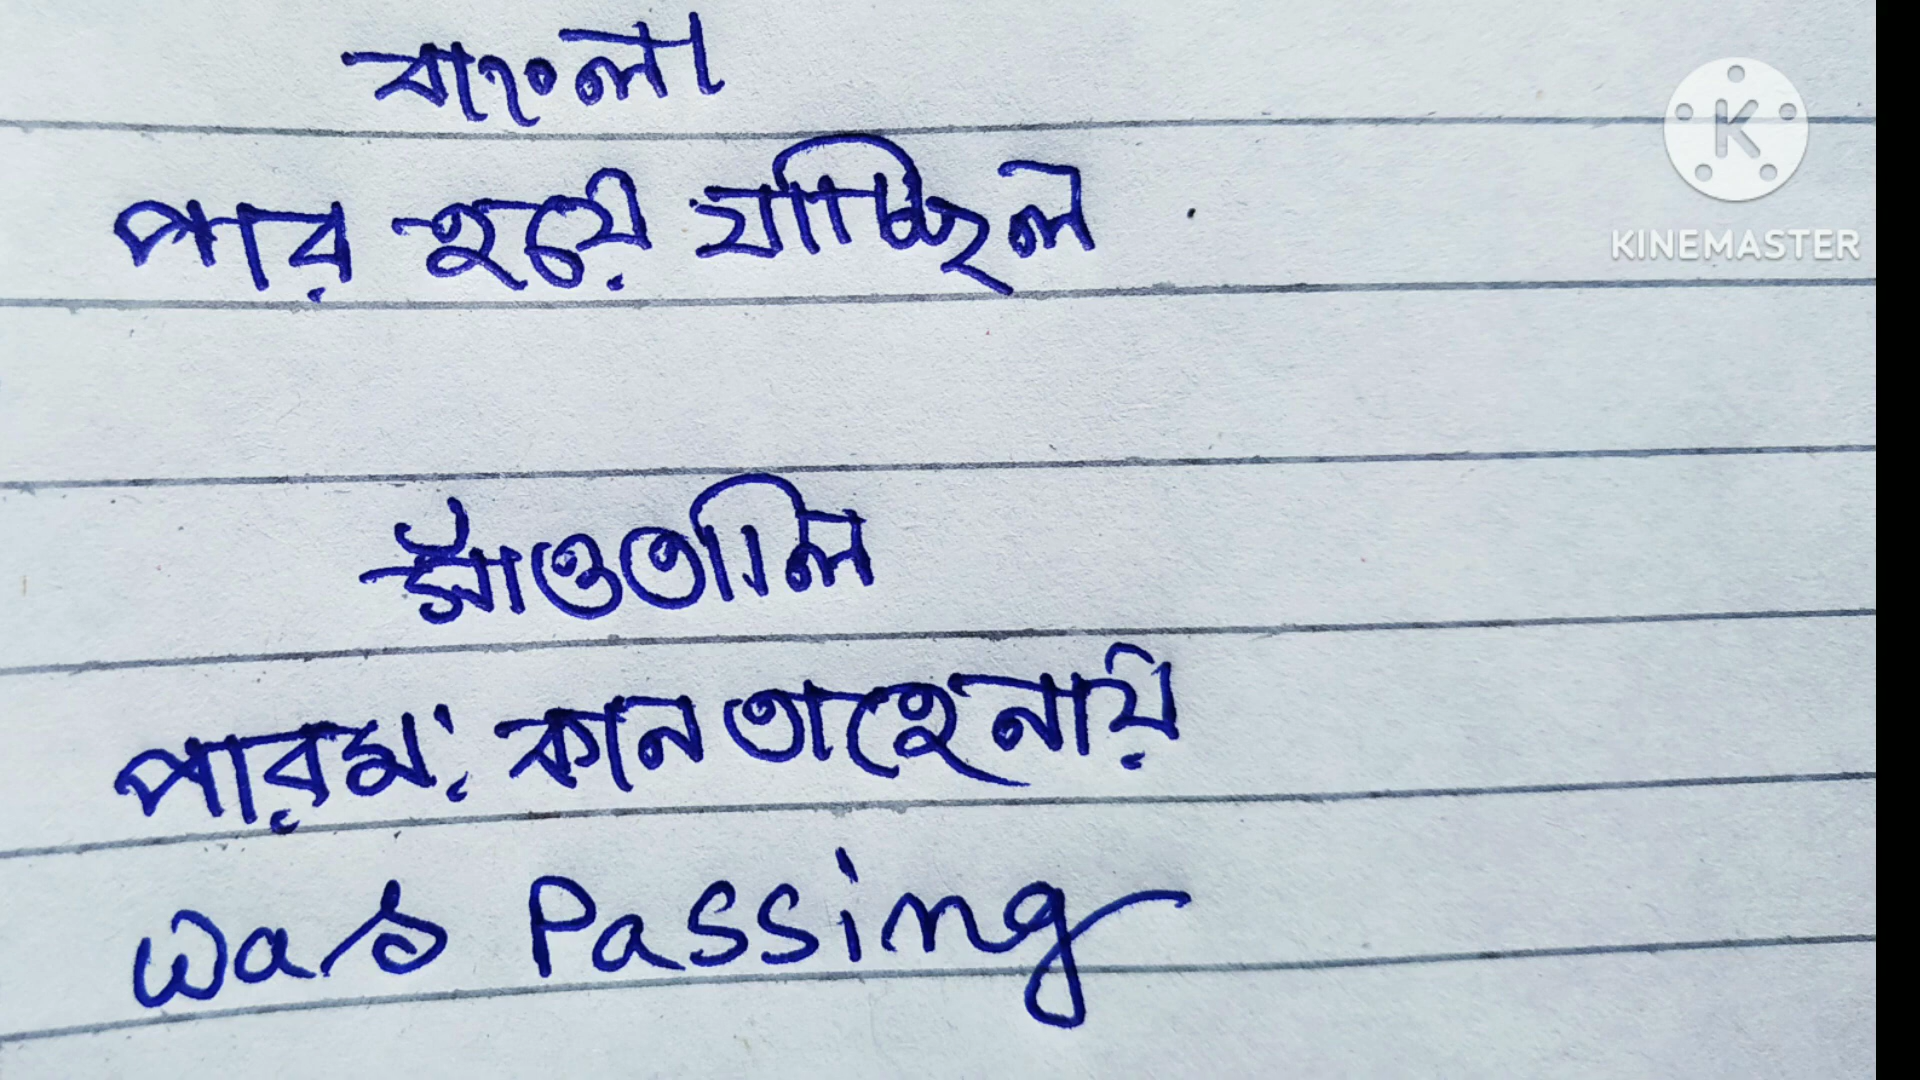 বাংলা
পার হয়ে যাচ্ছিল
সাঁওতালি
পারমঃ কান তাহেনায়
was Passing
K
KINEMASTER